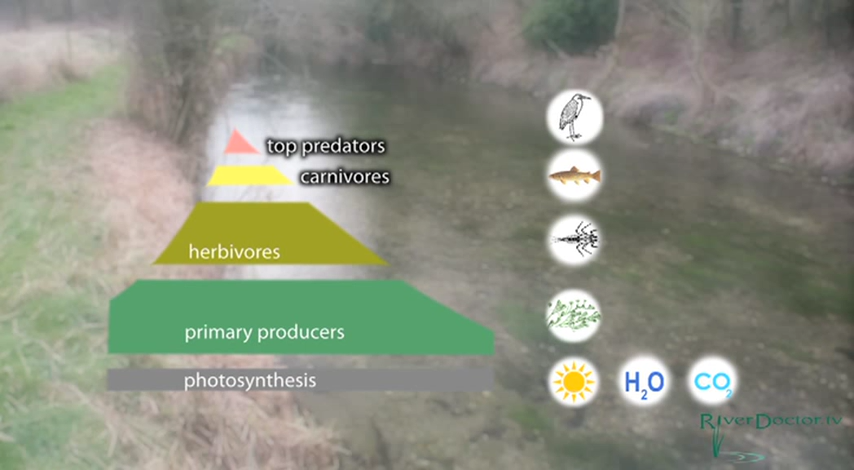 top predators
carnivores
herbivores
primary producers
photosynthesis
H₂O
CO₂
RiverDoctor.tv